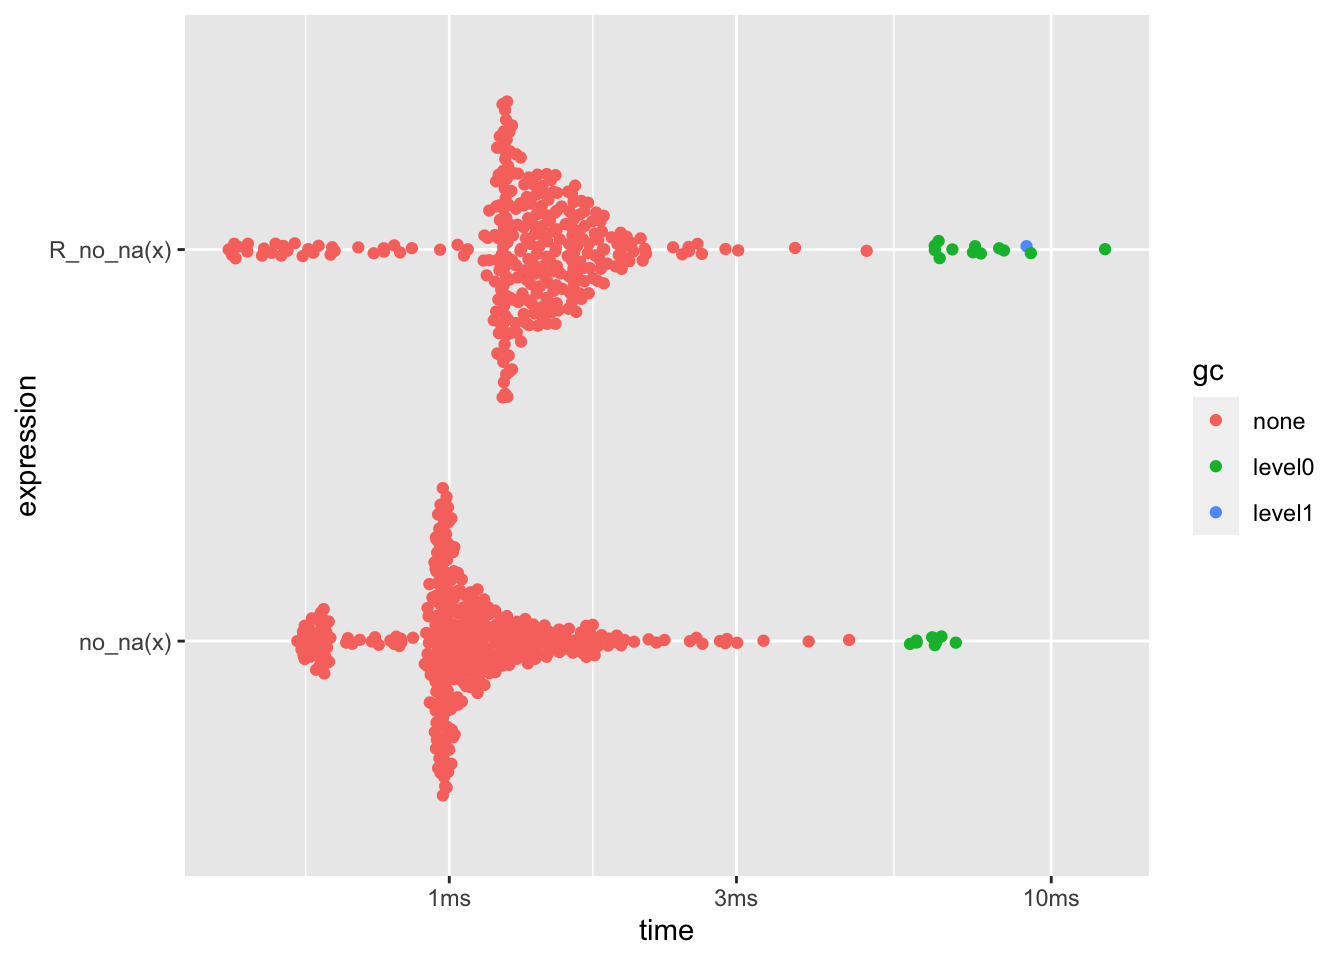 R_no_na(x)
no_na(x)
expression
1ms
3ms
10ms
time
gc
none
level0
level1